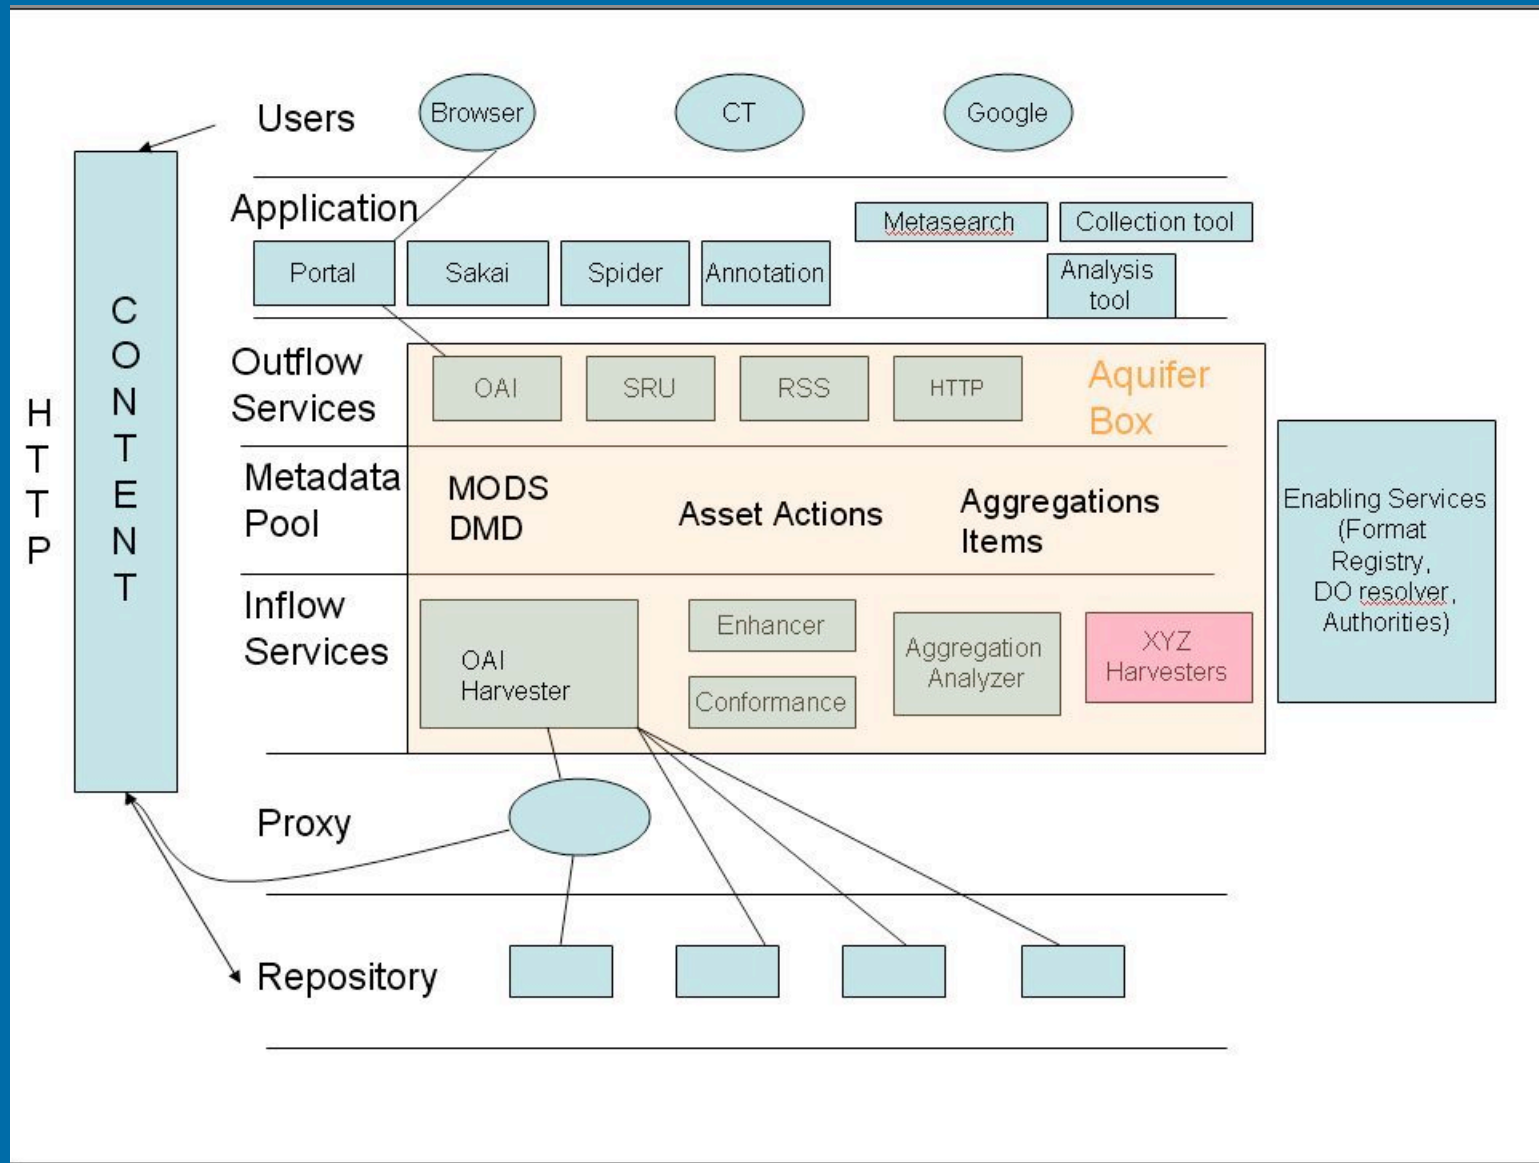 Users
Browser
CT
Google
Application
Metasearch
Collection tool
Portal
Sakai
Spider
Annotation
Analysis
tool
HTTP
CONTENT
Outflow
Services
OAI
SRU
RSS
HTTP
Aquifer
Box
Metadata
Pool
MODS
DMD
Asset Actions
Aggregations
Items
Enabling Services
(Format
Registry,
DO resolver,
Authorities)
Inflow
Services
OAI
Harvester
Enhancer
Conformance
Aggregation
Analyzer
XYZ
Harvesters
Proxy
Repository